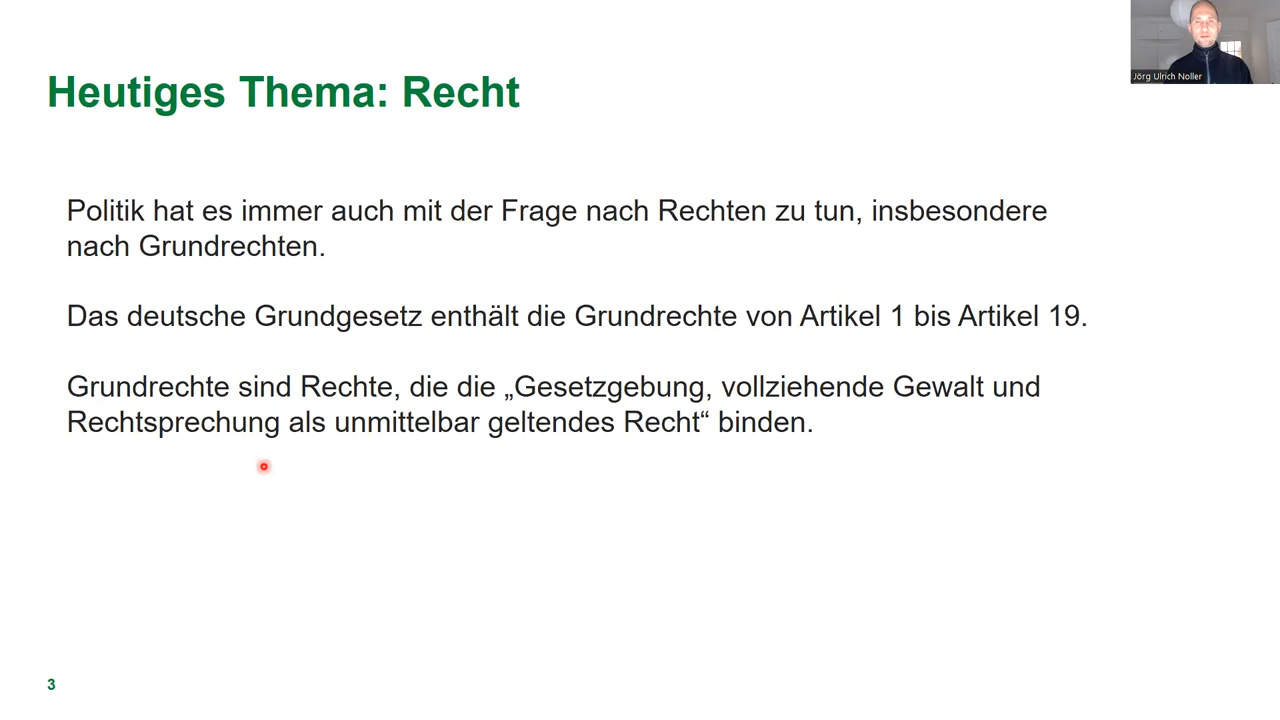 Jörg Ulrich Noller
Heutiges Thema: Recht
Politik hat es immer auch mit der Frage nach Rechten zu tun, insbesondere
nach Grundrechten.
Das deutsche Grundgesetz enthält die Grundrechte von Artikel 1 bis Artikel 19.
Grundrechte sind Rechte, die die „Gesetzgebung, vollziehende Gewalt und
Rechtsprechung als unmittelbar geltendes Recht“ binden.
3